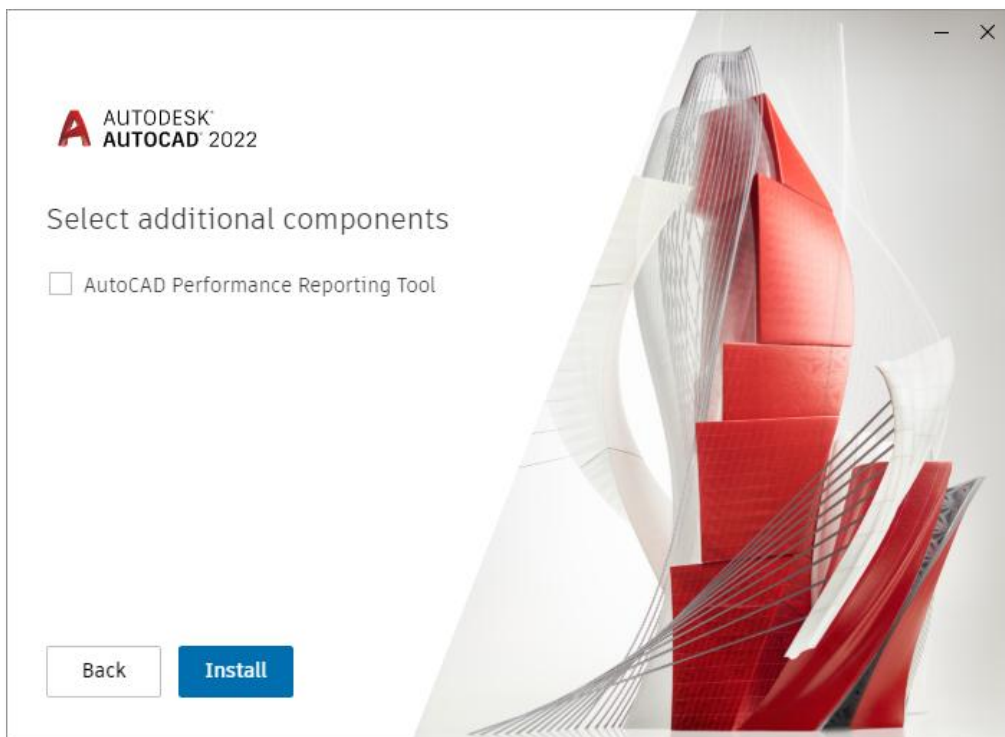 AUTODESK®
AUTOCAD® 2022
Select additional components
AutoCAD Performance Reporting Tool
Back
Install